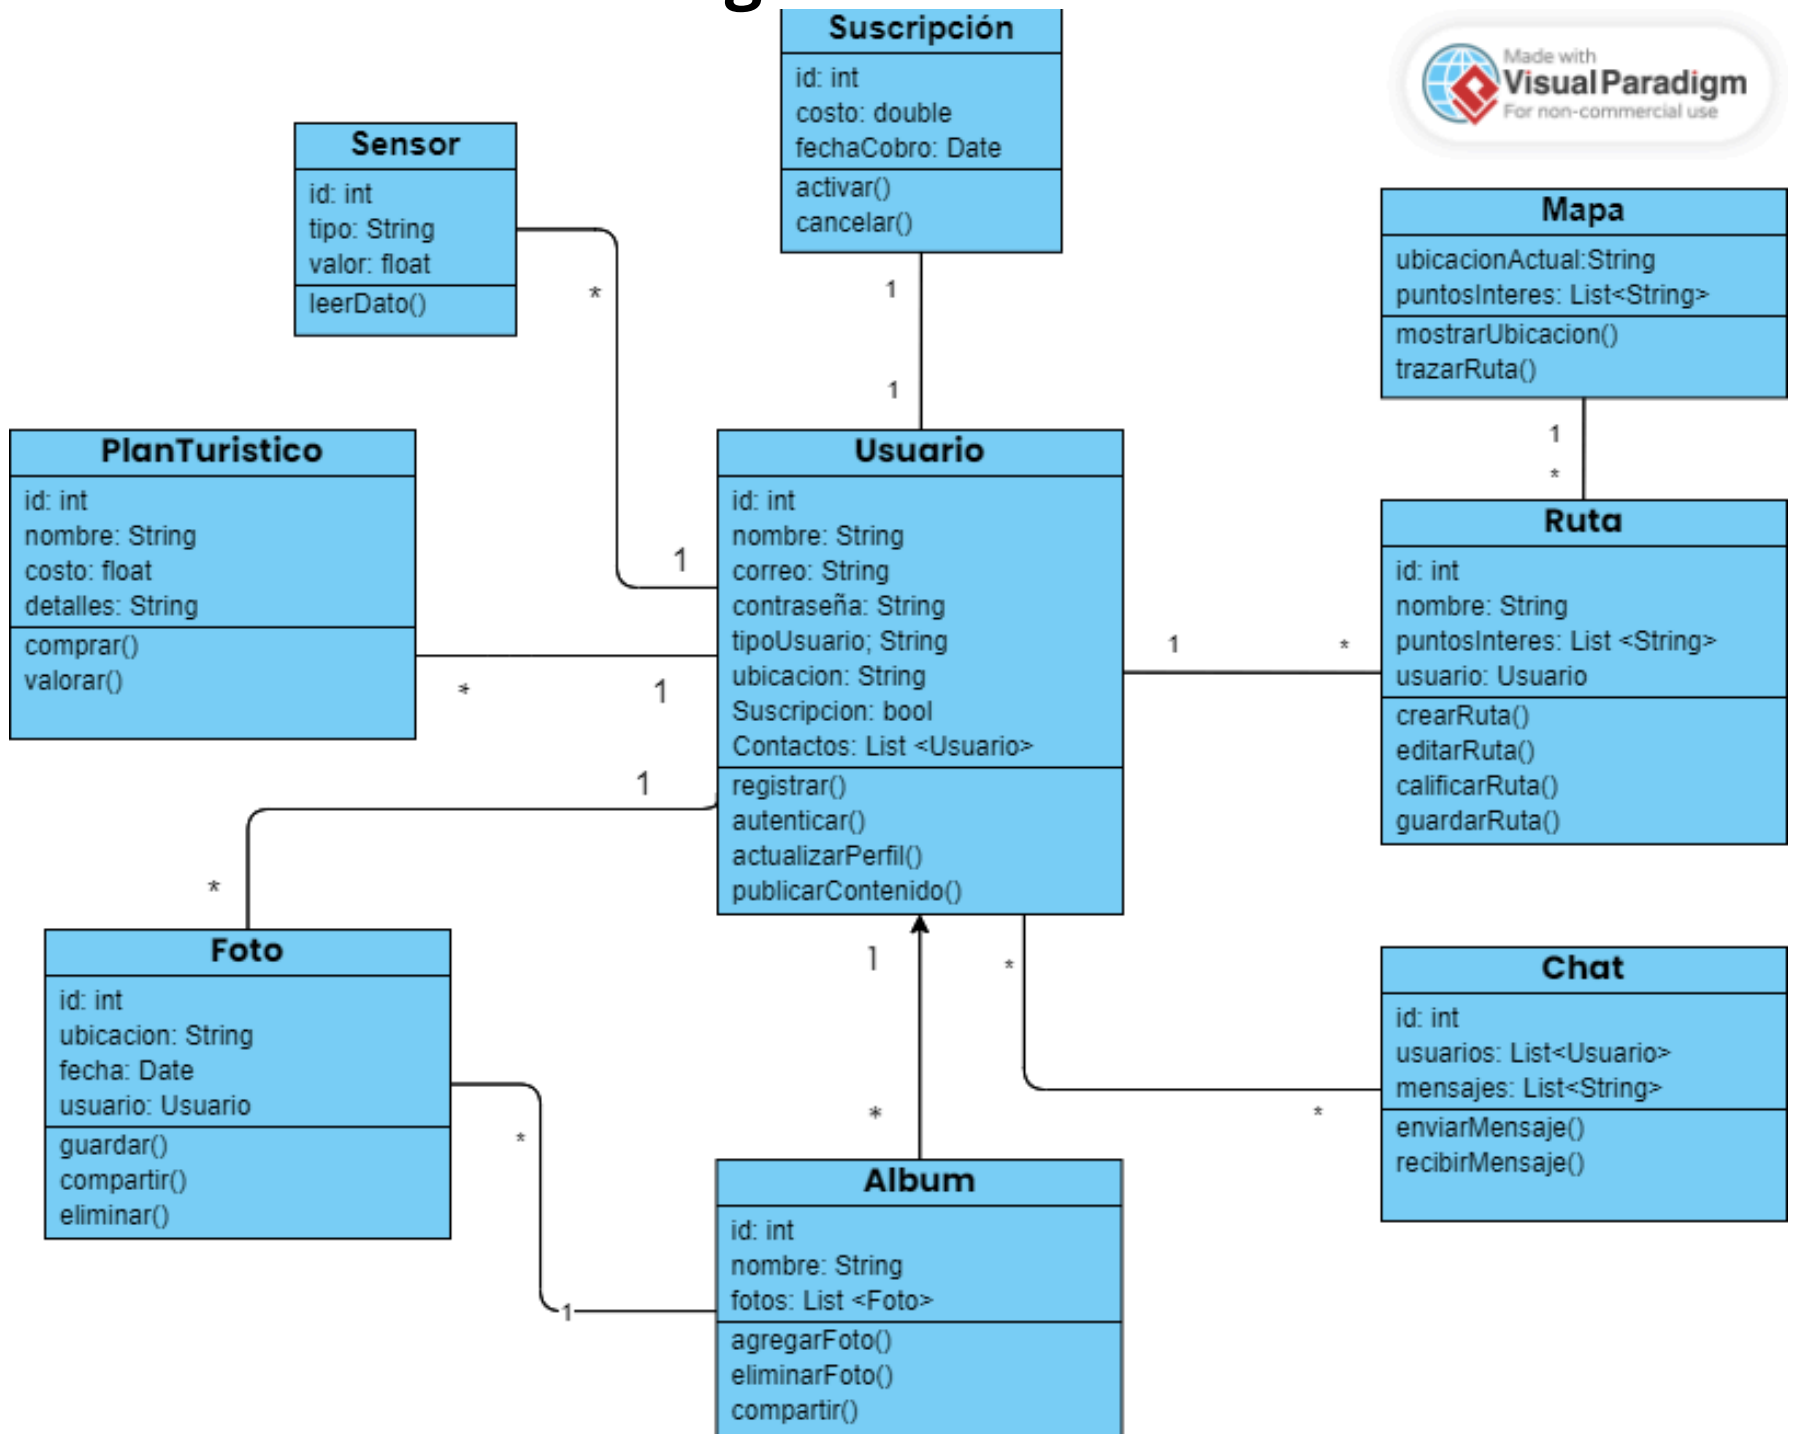 g
Suscripción
id: int
costo: double
fechaCobro: Date
activar()
cancelar()
Made with
Visual Paradigm
For non-commercial use
Sensor
id: int
tipo: String
valor: float
leerDato()
*
1
1
1
Mapa
ubicacionActual:String
puntosInteres: List<String>
mostrarUbicacion()
trazarRuta()
1
*
PlanTuristico
id: int
nombre: String
costo: float
detalles: String
comprar()
valorar()
*
1
Usuario
id: int
nombre: String
correo: String
contraseña: String
tipoUsuario; String
ubicacion: String
Suscripcion: bool
Contactos: List <Usuario>
registrar()
autenticar()
actualizarPerfil()
publicarContenido()
1
*
Ruta
id: int
nombre: String
puntosInteres: List <String>
usuario: Usuario
crearRuta()
editarRuta()
calificarRuta()
guardarRuta()
1
*
Foto
id: int
ubicacion: String
fecha: Date
usuario: Usuario
guardar()
compartir()
eliminar()
*
1
1
*
*
*
Chat
id: int
usuarios: List<Usuario>
mensajes: List<String>
enviarMensaje()
recibirMensaje()
Album
id: int
nombre: String
fotos: List <Foto>
agregarFoto()
eliminarFoto()
compartir()